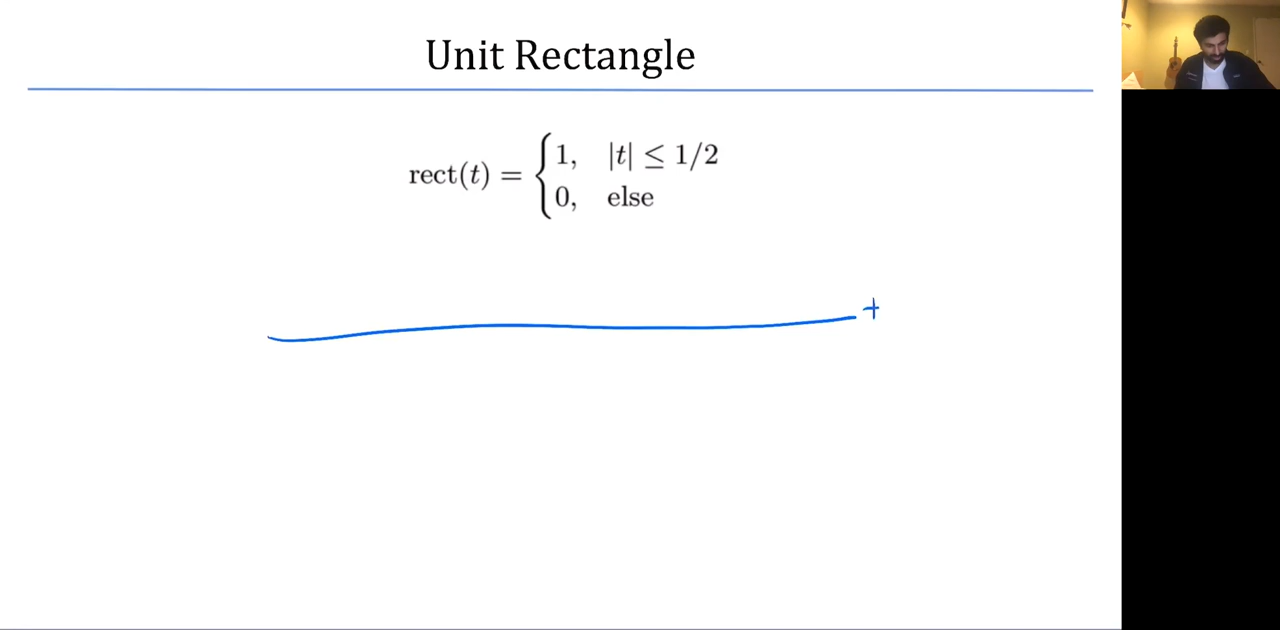 Unit Rectangle
rect(t) = { 1, |t| ≤ 1/2
0, else
t